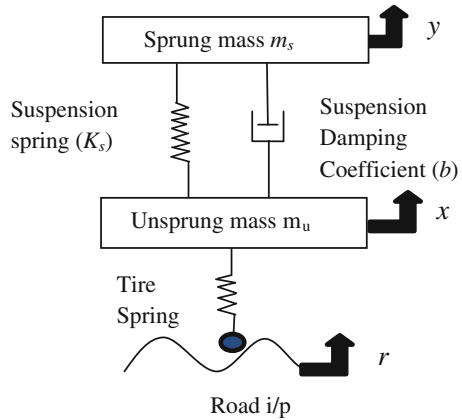 Sprung mass m_s
y
Suspension
spring (K_s)
Suspension
Damping
Coefficient (b)
Unsprung mass m_u
x
Tire
Spring
r
Road i/p